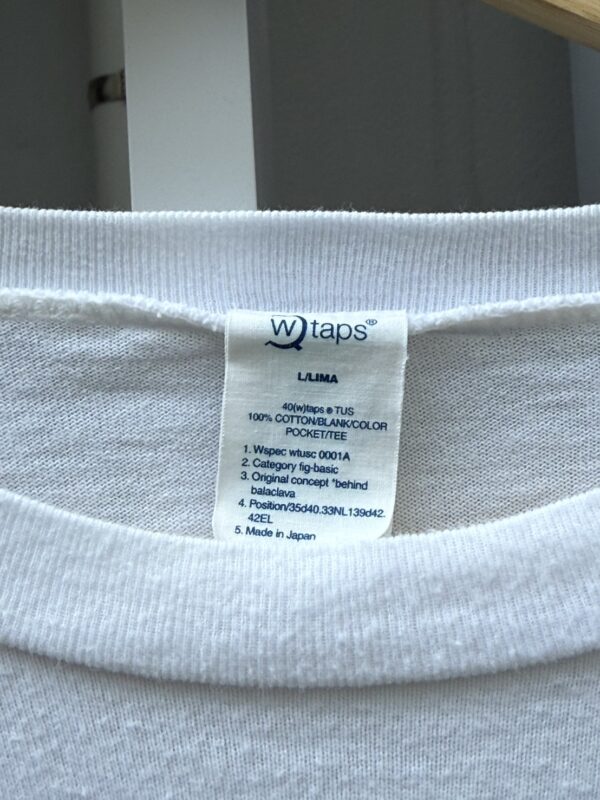 (w)taps®
L/LIMA
40(w)taps ® TUS
100% COTTON/BLANK/COLOR
POCKET/TEE
1. Wspec wtusc 0001A
2. Category fig-basic
3. Original concept "behind
balaclava
4. Position/35d40.33NL139d42.
42EL
5. Made in Japan